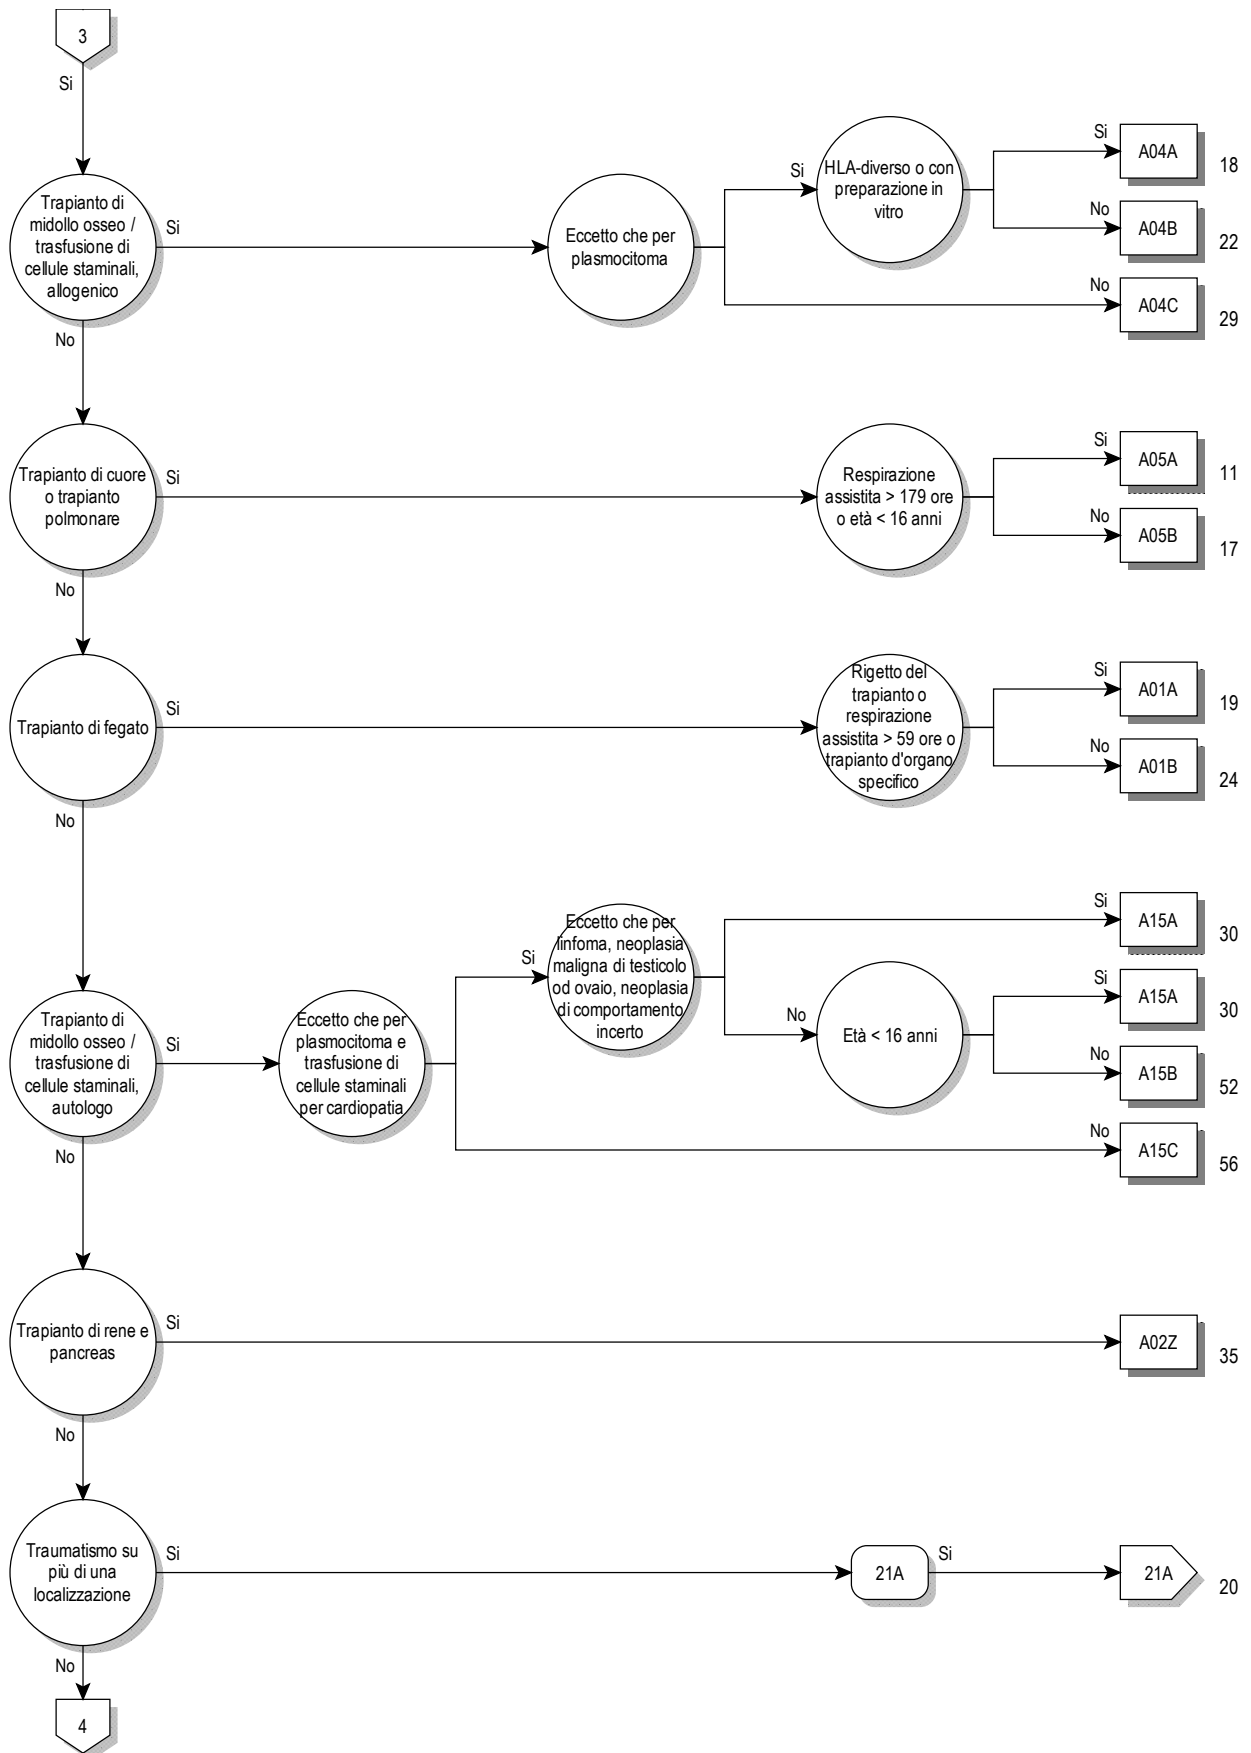 3
Si
Trapianto di
midollo osseo /
trasfusione di
cellule staminali,
allogenico
Si
Eccetto che per
plasmocitoma
Si
HLA-diverso o con
preparazione in
vitro
Si
A04A
18
No
A04B
22
No
A04C
29
No
Trapianto di cuore
o trapianto
polmonare
Si
Respirazione
assistita > 179 ore
o età < 16 anni
Si
A05A
11
No
A05B
17
No
Trapianto di fegato
Si
Rigetto del
trapianto o
respirazione
assistita > 59 ore o
trapianto d'organo
specifico
Si
A01A
19
No
A01B
24
No
Trapianto di
midollo osseo /
trasfusione di
cellule staminali,
autologo
Si
Eccetto che per
plasmocitoma e
trasfusione di
cellule staminali
per cardiopatia
Si
Eccetto che per
linfoma, neoplasia
maligna di testicolo
od ovaio, neoplasia
di comportamento
incerto
Si
A15A
30
No
Età < 16 anni
Si
A15A
30
No
A15B
52
No
A15C
56
No
Trapianto di rene e
pancreas
Si
A02Z
35
No
Traumatismo su
più di una
localizzazione
Si
21A
Si
21A
20
No
4